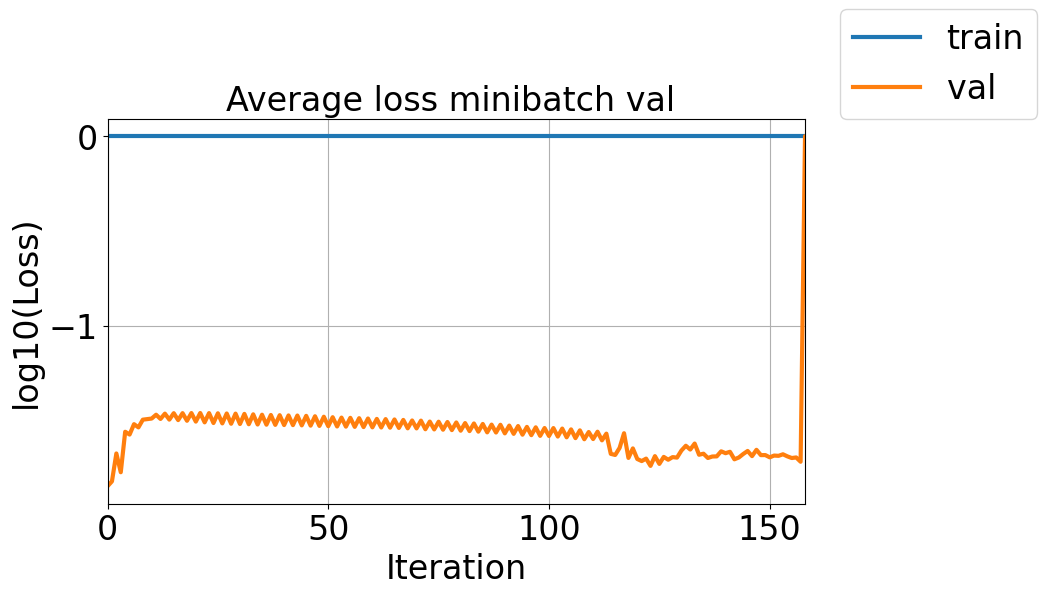 train
val
Average loss minibatch val
0
−1
log10(Loss)
0 50 100 150
Iteration